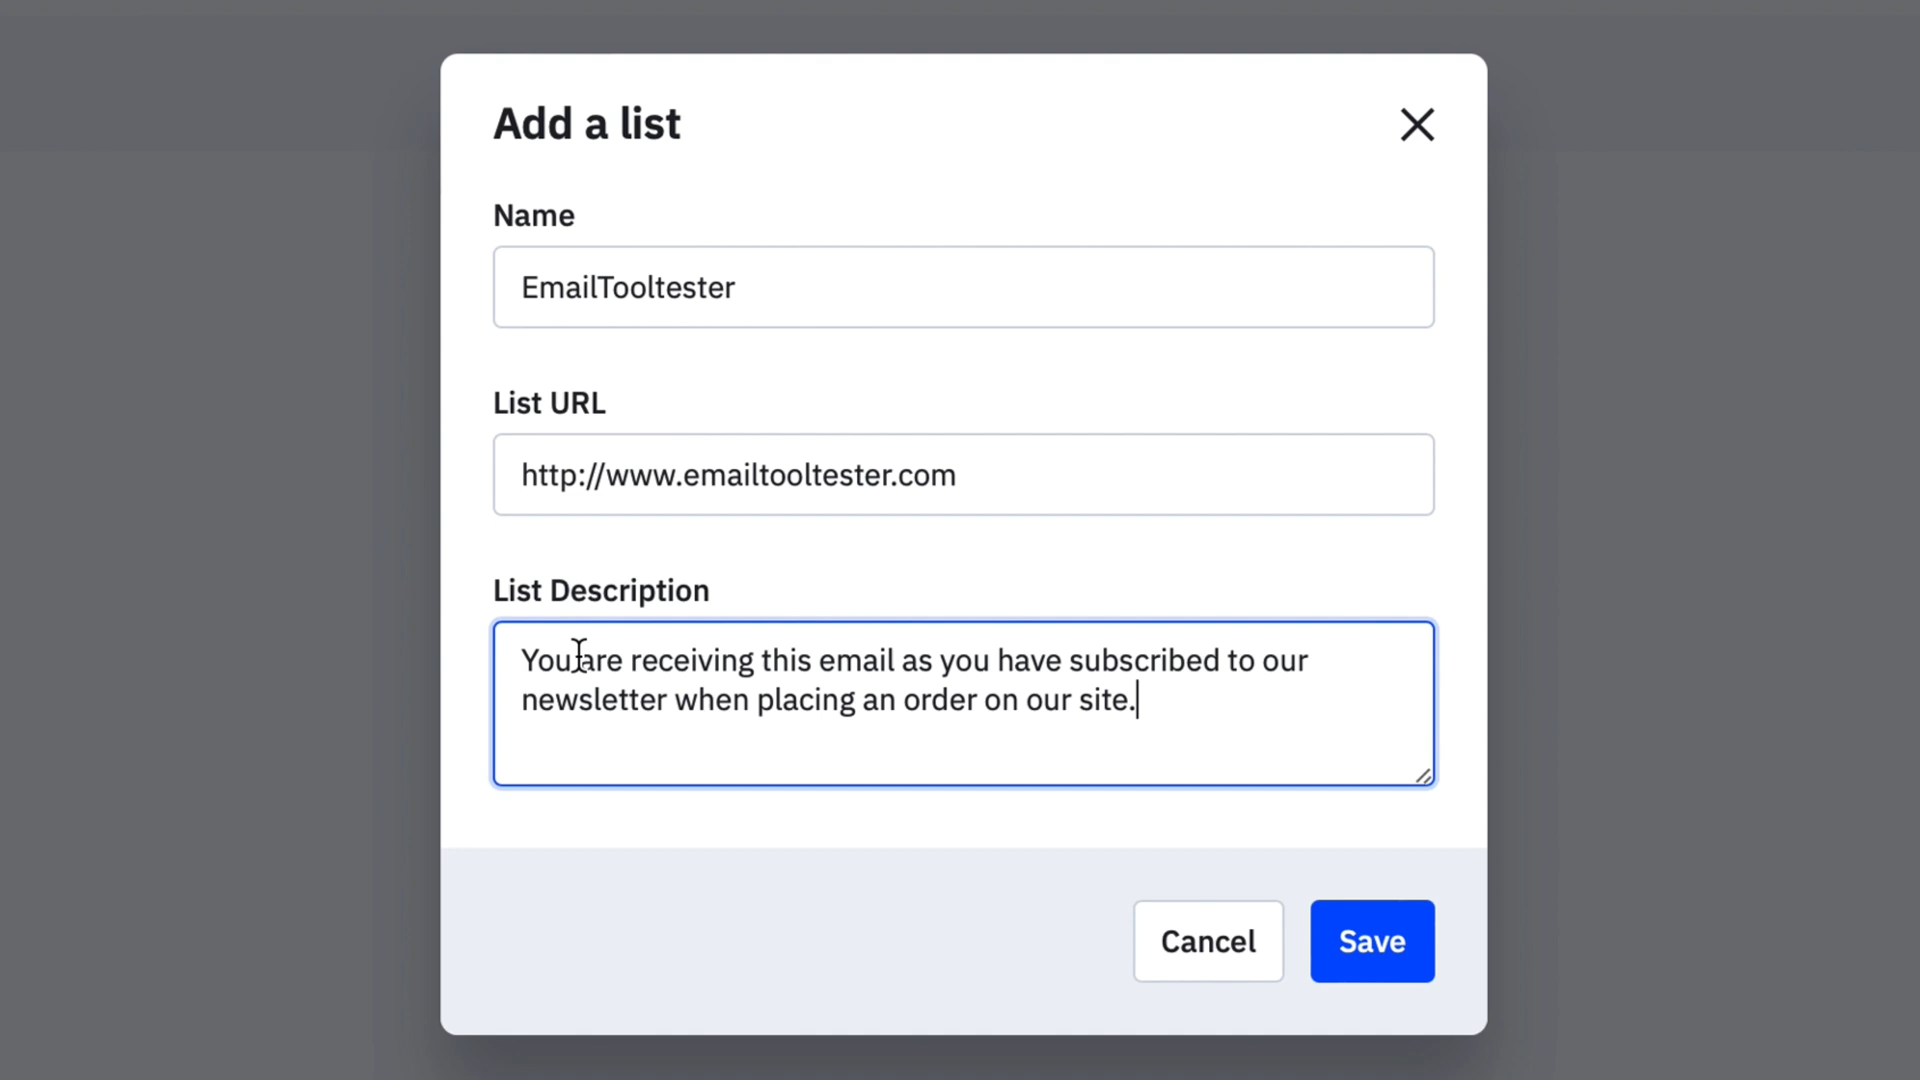 Add a list
Name
EmailTooltester
List URL
http://www.emailtooltester.com
List Description
You are receiving this email as you have subscribed to our
newsletter when placing an order on our site.
Cancel
Save